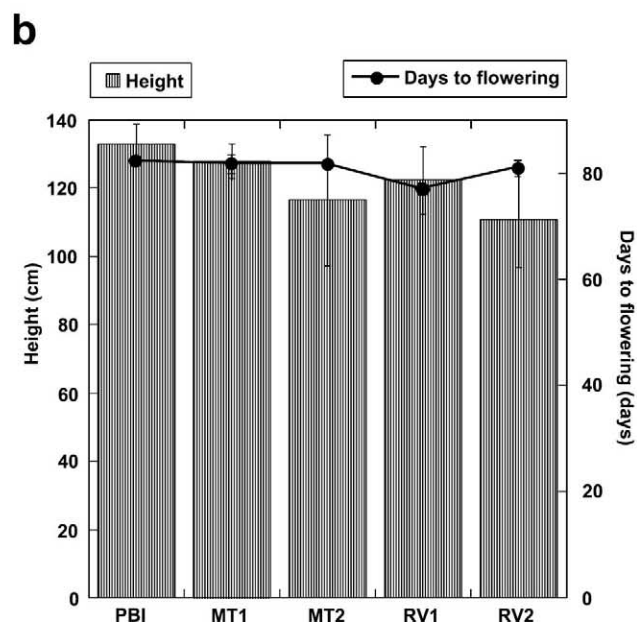 b
Height
Days to flowering
140
120
100
80
60
40
20
0
Height (cm)
80
60
40
20
0
Days to flowering (days)
PBI MT1 MT2 RV1 RV2